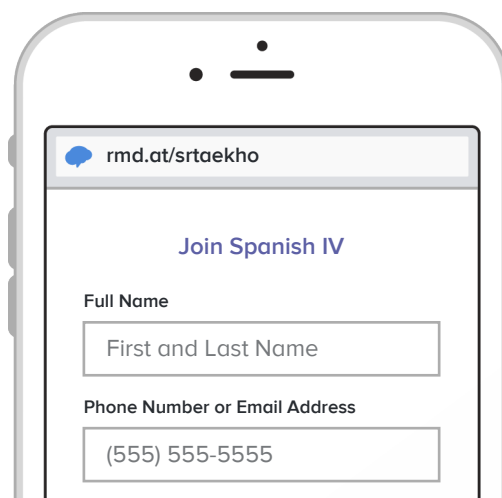 rmd.at/srtaekho
Join Spanish IV
Full Name
First and Last Name
Phone Number or Email Address
(555) 555-5555